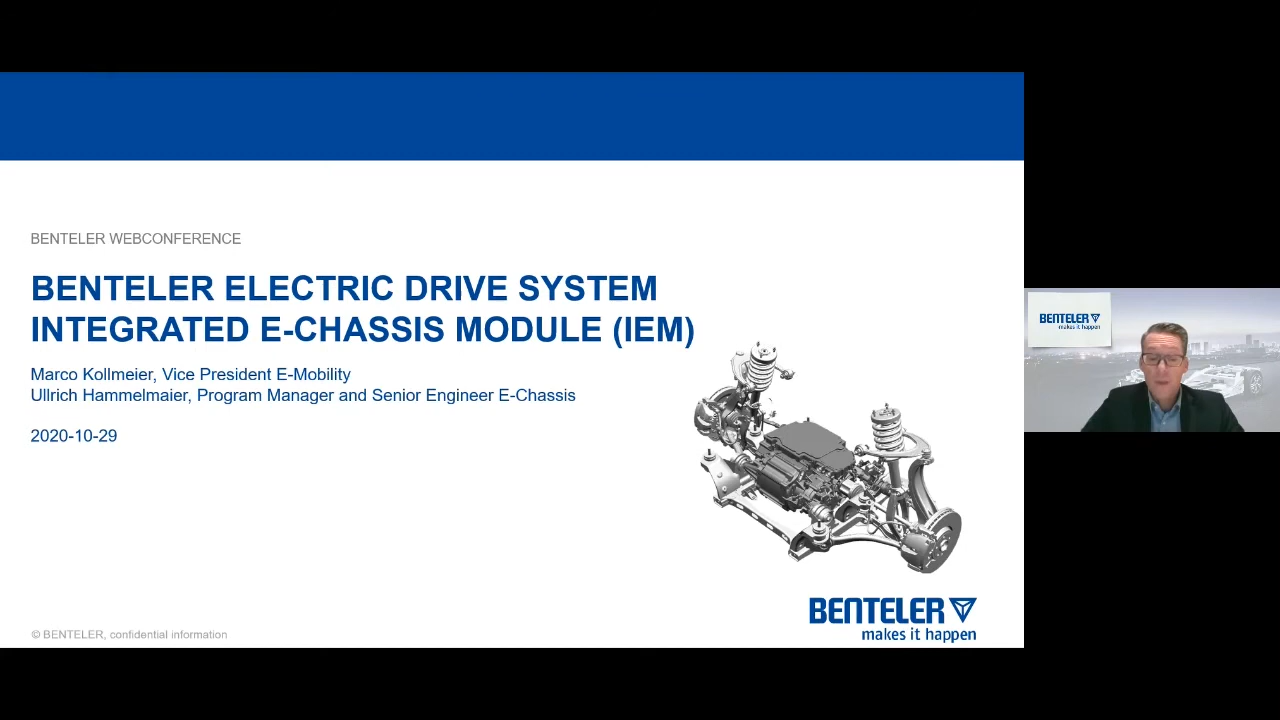 BENTELER WEBCONFERENCE
BENTELER ELECTRIC DRIVE SYSTEM
INTEGRATED E-CHASSIS MODULE (IEM)
Marco Kollmeier, Vice President E-Mobility
Ullrich Hammelmaier, Program Manager and Senior Engineer E-Chassis
2020-10-29
© BENTELER, confidential information
BENTELER
makes it happen
BENTELER
makes it happen